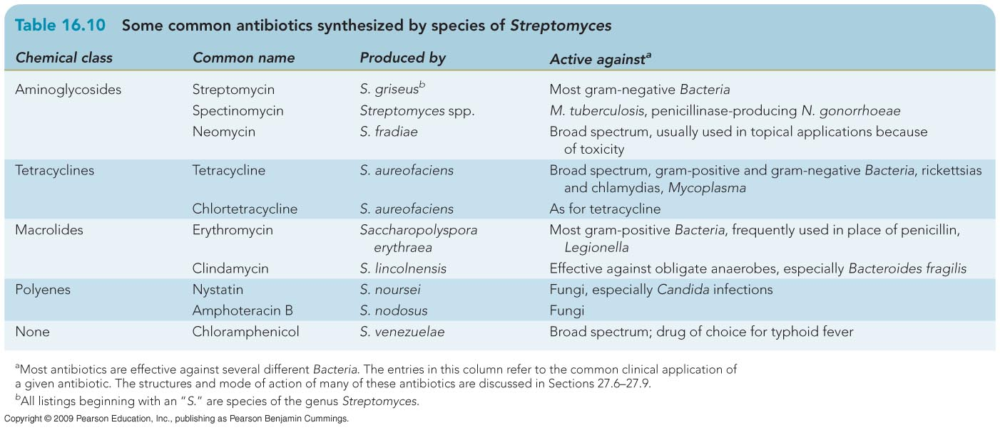 Table 16.10 Some common antibiotics synthesized by species of Streptomyces
Chemical class Common name Produced by Active againstᵃ
Aminoglycosides Streptomycin S. griseusᵇ Most gram-negative Bacteria
Spectinomycin Streptomyces spp. M. tuberculosis, penicillinase-producing N. gonorrhoeae
Neomycin S. fradiae Broad spectrum, usually used in topical applications because
of toxicity
Tetracyclines Tetracycline S. aureofaciens Broad spectrum, gram-positive and gram-negative Bacteria, rickettsias
and chlamydias, Mycoplasma
Chlortetracycline S. aureofaciens As for tetracycline
Macrolides Erythromycin Saccharopolyspora Most gram-positive Bacteria, frequently used in place of penicillin,
erythraea Legionella
Clindamycin S. lincolnensis Effective against obligate anaerobes, especially Bacteroides fragilis
Polyenes Nystatin S. noursei Fungi, especially Candida infections
Amphoteracin B S. nodosus Fungi
None Chloramphenicol S. venezuelae Broad spectrum; drug of choice for typhoid fever
ᵃMost antibiotics are effective against several different Bacteria. The entries in this column refer to the common clinical application of
a given antibiotic. The structures and mode of action of many of these antibiotics are discussed in Sections 27.6–27.9.
ᵇAll listings beginning with an “S.” are species of the genus Streptomyces.
Copyright © 2009 Pearson Education, Inc., publishing as Pearson Benjamin Cummings.